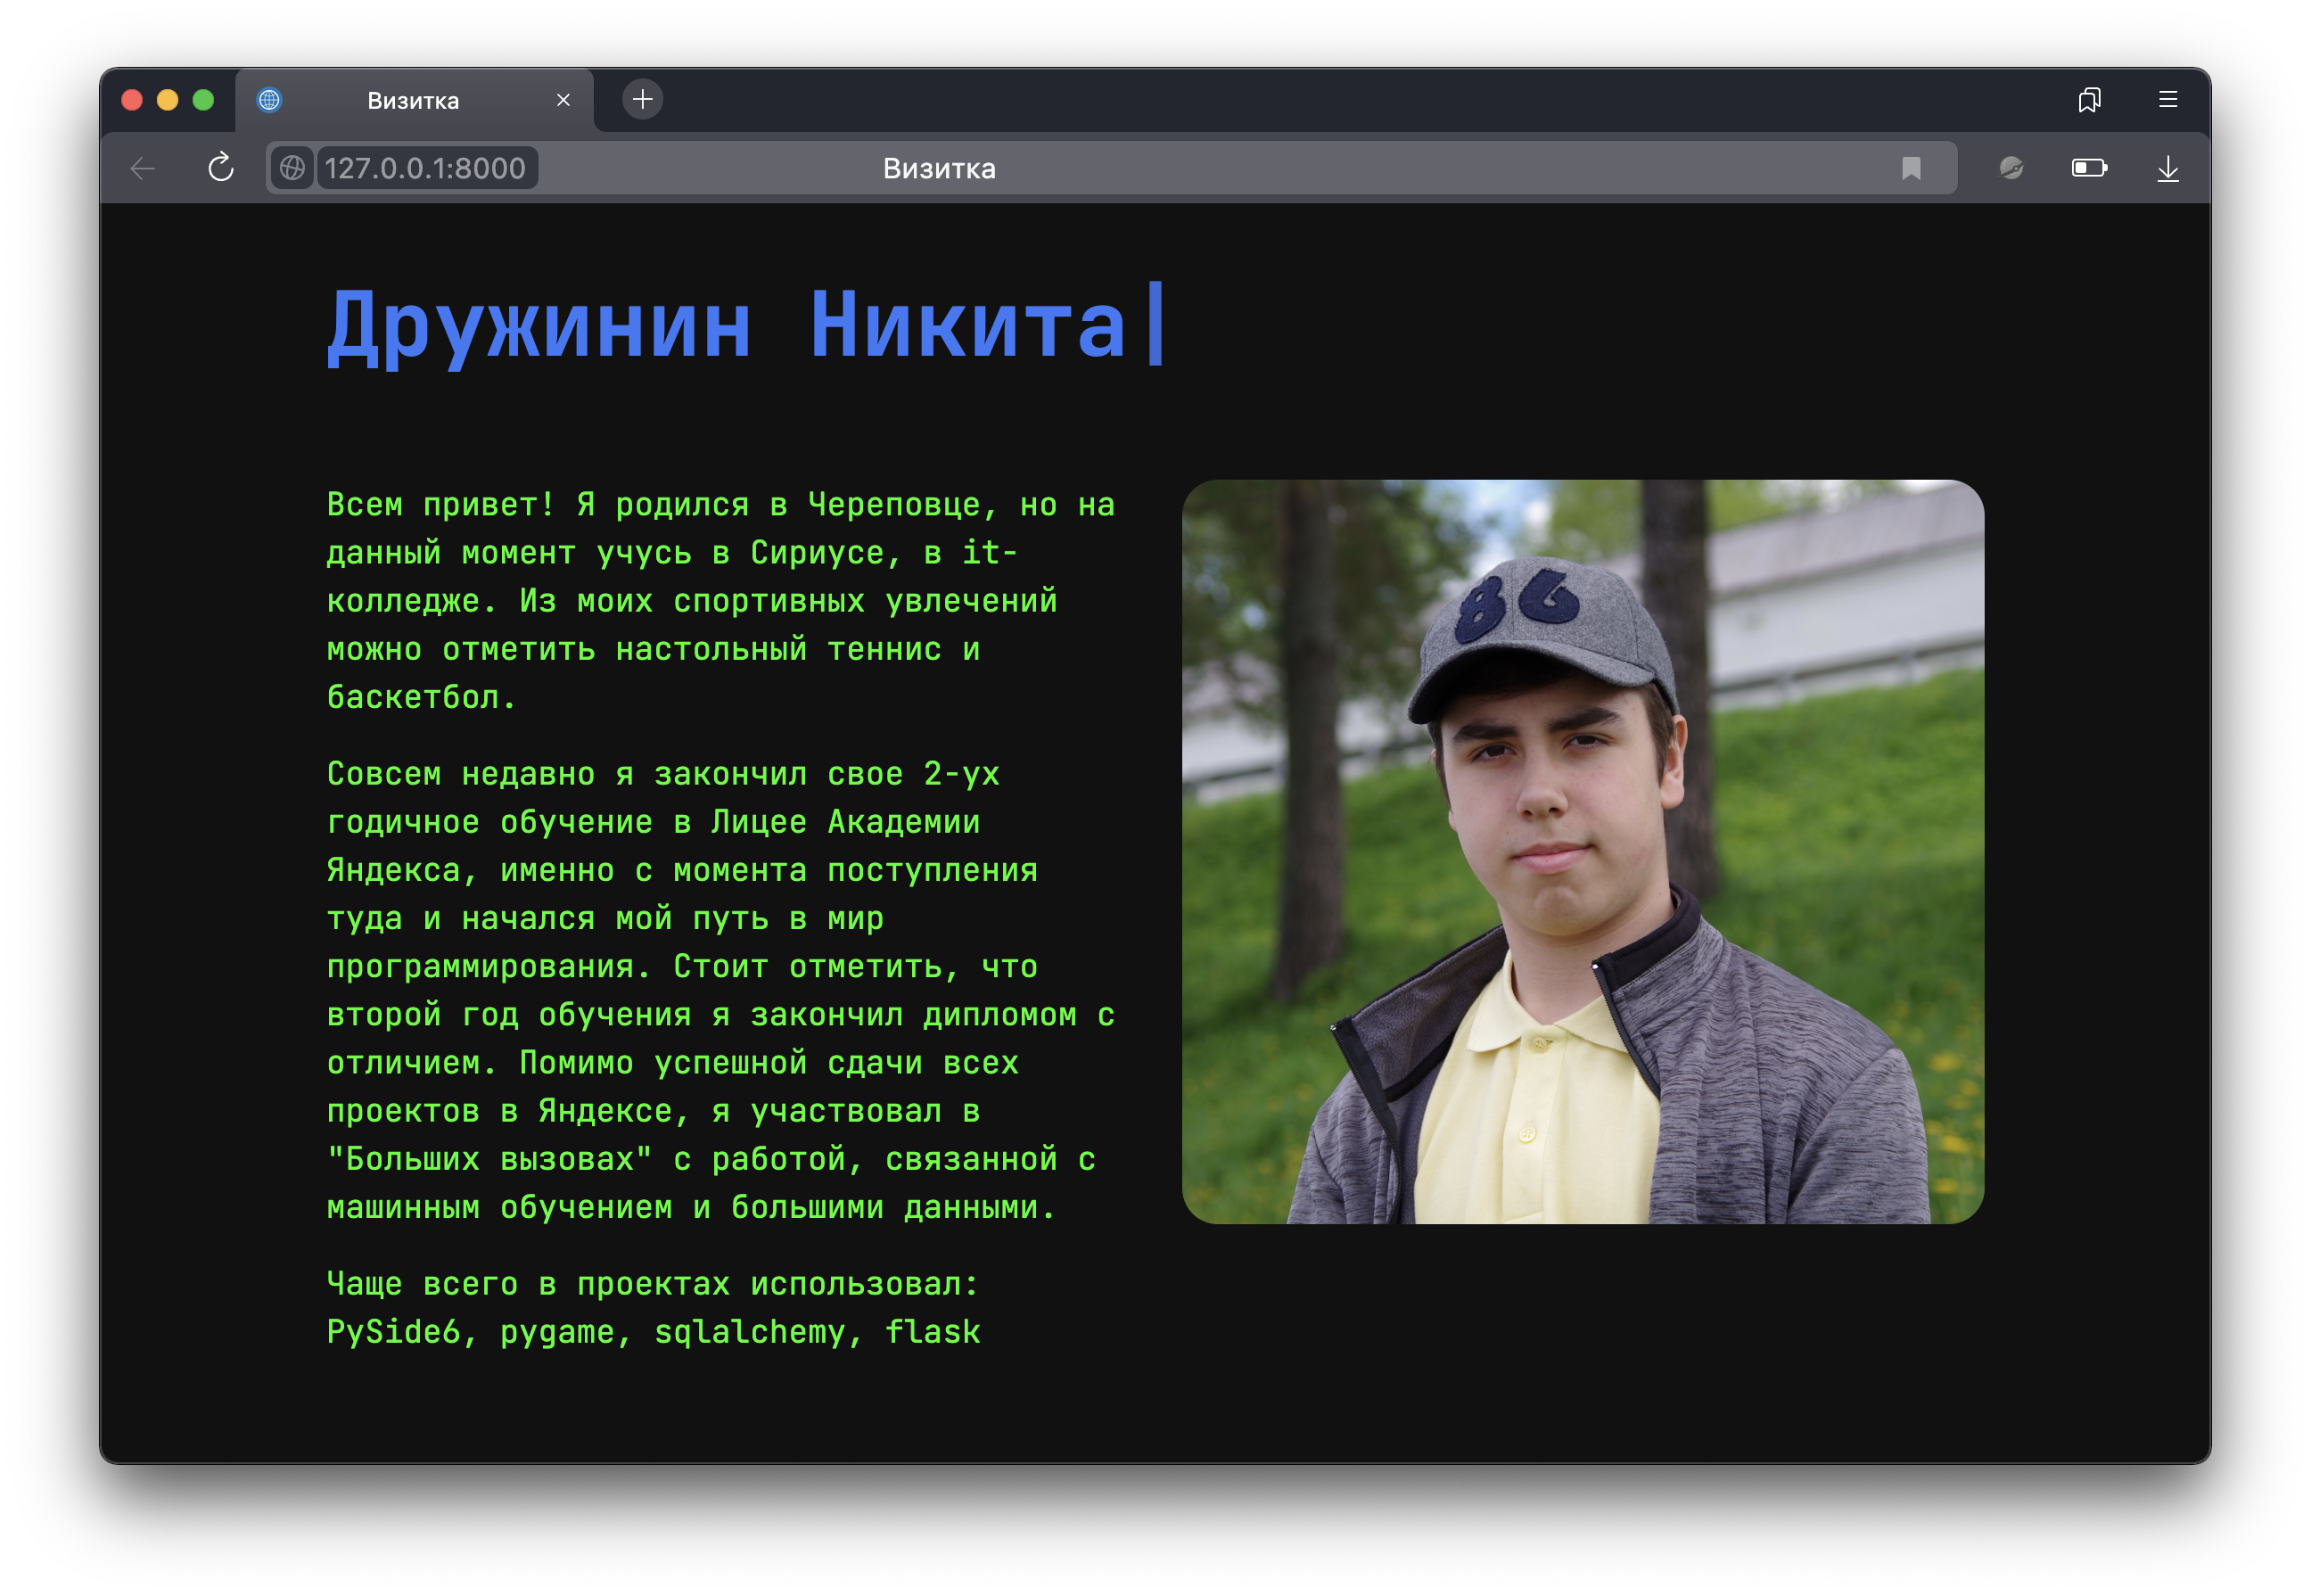 Визитка
127.0.0.1:8000
Визитка
Дружинин Никита|
Всем привет! Я родился в Череповце, но на
данный момент учусь в Сириусе, в it-
колледже. Из моих спортивных увлечений
можно отметить настольный теннис и
баскетбол.
Совсем недавно я закончил свое 2-ух
годичное обучение в Лицее Академии
Яндекса, именно с момента поступления
туда и начался мой путь в мир
программирования. Стоит отметить, что
второй год обучения я закончил дипломом с
отличием. Помимо успешной сдачи всех
проектов в Яндексе, я участвовал в
"Больших вызовах" с работой, связанной с
машинным обучением и большими данными.
Чаще всего в проектах использовал:
PySide6, pygame, sqlalchemy, flask
86